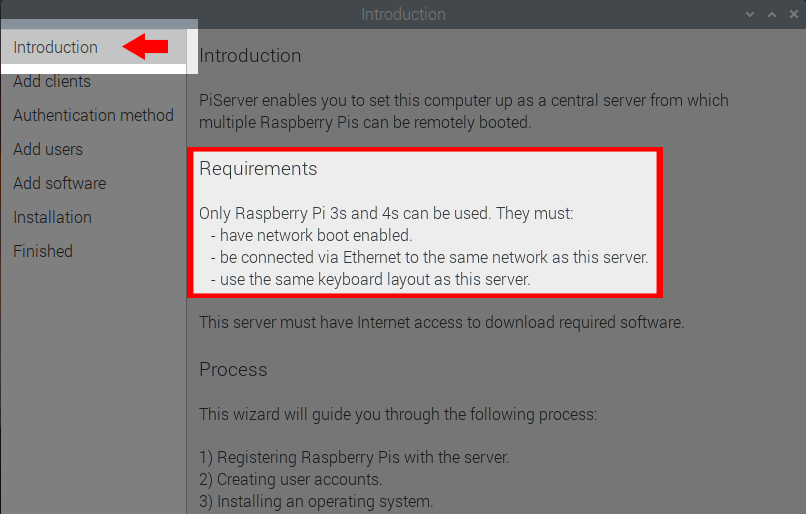 Introduction
Introduction
Add clients
Authentication method
Add users
Add software
Installation
Finished
Introduction
PiServer enables you to set this computer up as a central server from which
multiple Raspberry Pis can be remotely booted.
Requirements
Only Raspberry Pi 3s and 4s can be used. They must:
- have network boot enabled.
- be connected via Ethernet to the same network as this server.
- use the same keyboard layout as this server.
This server must have Internet access to download required software.
Process
This wizard will guide you through the following process:
1) Registering Raspberry Pis with the server.
2) Creating user accounts.
3) Installing an operating system.